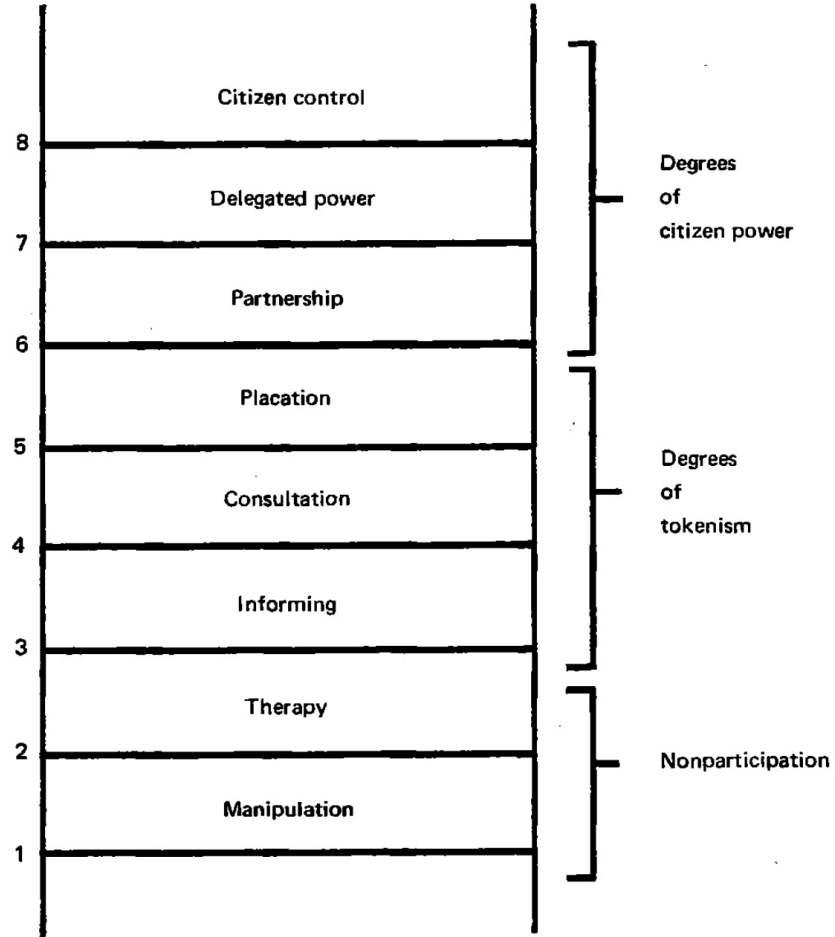 Citizen control
8
Delegated power
7
Partnership
6
Placation
5
Consultation
4
Informing
3
Therapy
2
Manipulation
1
Degrees
of
citizen power
Degrees
of
tokenism
Nonparticipation